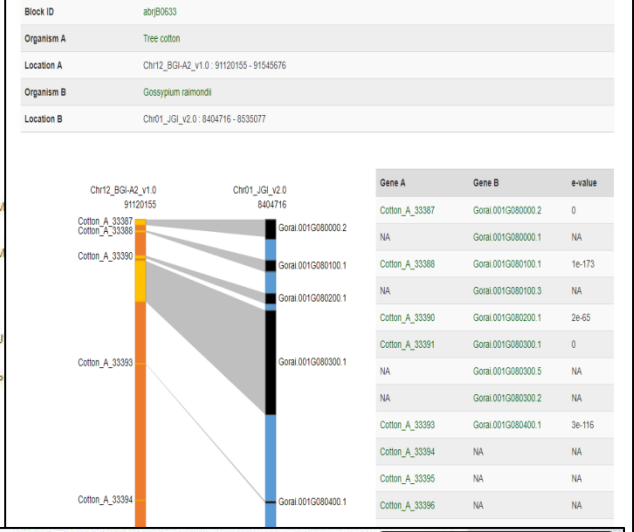 Block ID abrjB0633
Organism A Tree cotton
Location A Chr12_BGI-A2_v1.0 : 91120155 - 91545676
Organism B Gossypium raimondii
Location B Chr01_JGI_v2.0 : 8404716 - 8535077
Chr12_BGI-A2_v1.0 Chr01_JGI_v2.0
91120155 8404716
Cotton_A_33387
Cotton_A_33388
Cotton_A_33390
Cotton_A_33393
Cotton_A_33394
Gorai.001G080000.2
Gorai.001G080100.1
Gorai.001G080200.1
Gorai.001G080300.1
Gorai.001G080400.1
Gene A Gene B e-value
Cotton_A_33387 Gorai.001G080000.2 0
NA Gorai.001G080000.1 NA
Cotton_A_33388 Gorai.001G080100.1 1e-173
NA Gorai.001G080100.3 NA
Cotton_A_33390 Gorai.001G080200.1 2e-65
Cotton_A_33391 Gorai.001G080300.1 0
NA Gorai.001G080300.5 NA
NA Gorai.001G080300.2 NA
Cotton_A_33393 Gorai.001G080400.1 3e-116
Cotton_A_33394 NA NA
Cotton_A_33395 NA NA
Cotton_A_33396 NA NA